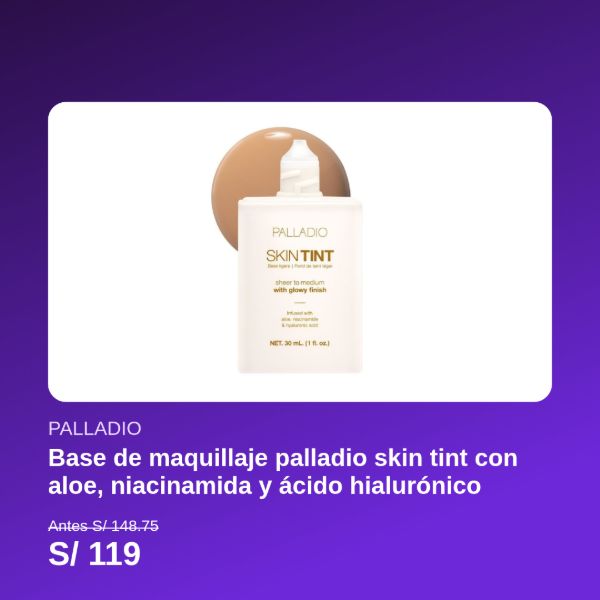 PALLADIO
SKIN TINT
Base ligera | Fond de teint léger
sheer to medium
with glowy finish
Infused with
aloe, niacinamide
& hyaluronic acid
NET. 30 mL. (1 fl. oz.)
PALLADIO
Base de maquillaje palladio skin tint con
aloe, niacinamida y ácido hialurónico
Antes S/ 148.75
S/ 119